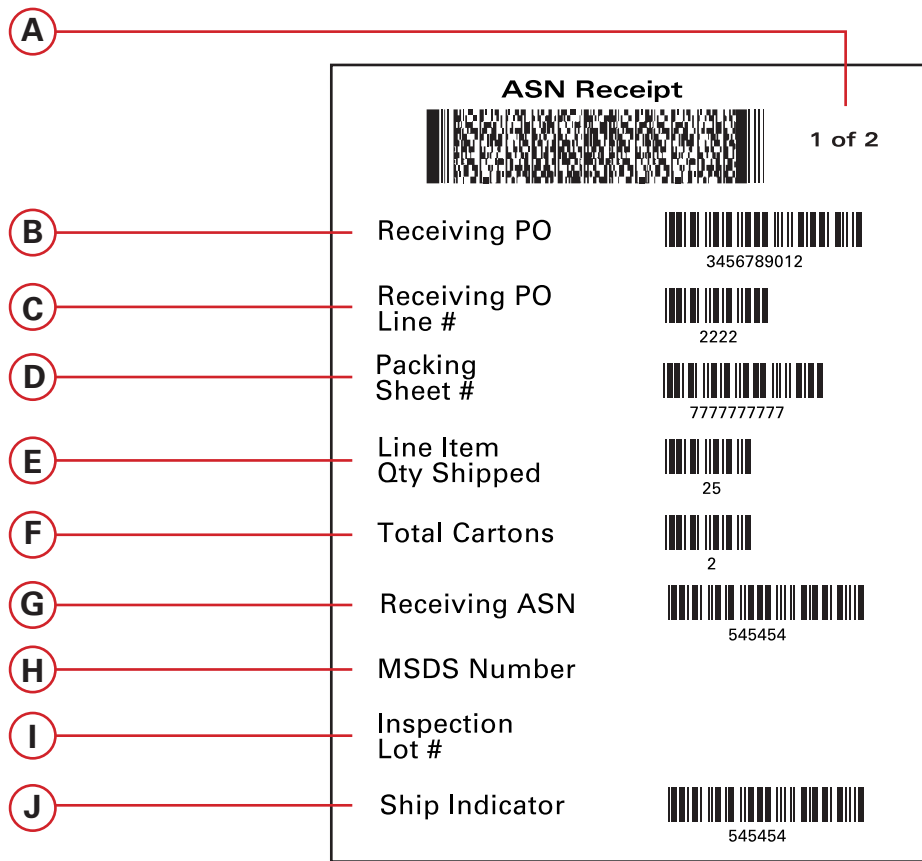 A
ASN Receipt
1 of 2
B
Receiving PO
3456789012
C
Receiving PO
Line #
2222
D
Packing
Sheet #
7777777777
E
Line Item
Qty Shipped
25
F
Total Cartons
2
G
Receiving ASN
545454
H
MSDS Number
I
Inspection
Lot #
J
Ship Indicator
545454